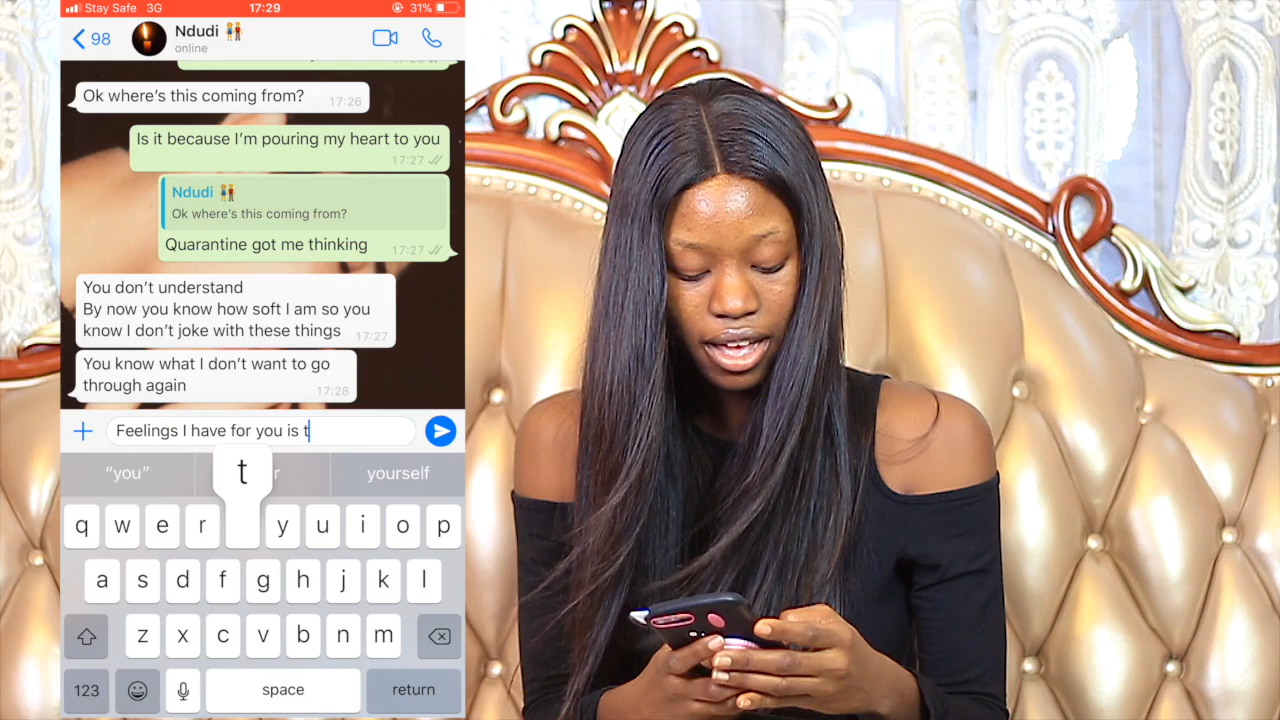 Stay Safe 3G 17:29 31%
98 Ndudi
online
Ok where's this coming from? 17:26
Is it because I'm pouring my heart to you
17:27
Ndudi
Ok where's this coming from?
Quarantine got me thinking 17:27
You don't understand
By now you know how soft I am so you
know I don't joke with these things 17:27
You know what I don't want to go
through again 17:28
Feelings I have for you is t
“you” yourself
t
q w e r y u i o p
a s d f g h j k l
z x c v b n m
123 space return